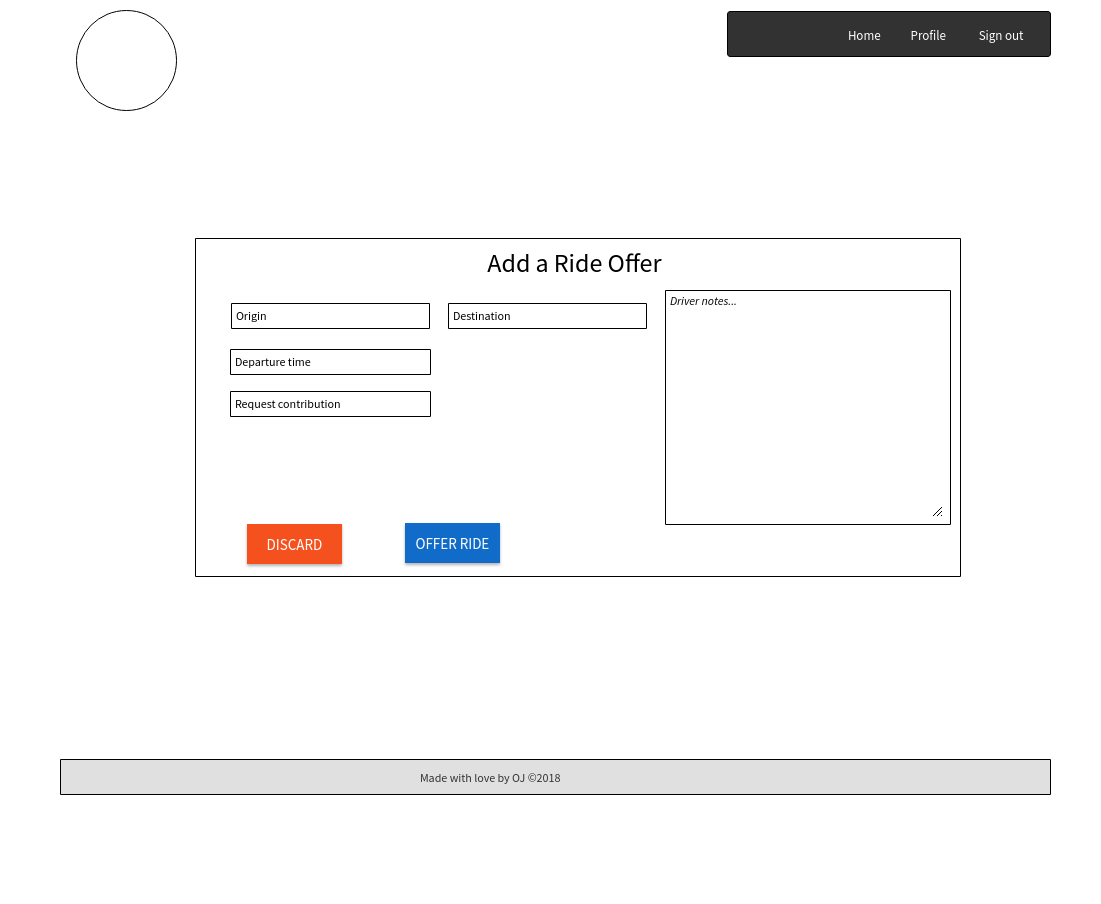 Home
Profile
Sign out
Add a Ride Offer
Origin
Destination
Driver notes...
Departure time
Request contribution
DISCARD
OFFER RIDE
Made with love by OJ ©2018